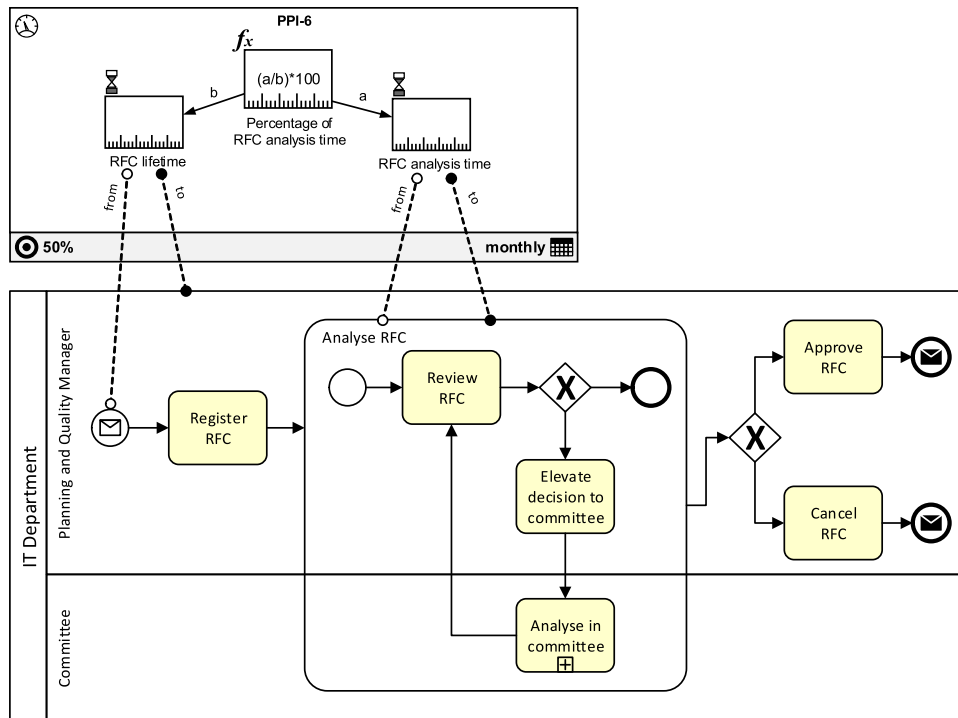 PPI-6
fx
(a/b)*100
b
a
Percentage of
RFC analysis time
RFC lifetime
RFC analysis time
from
to
from
to
50%
monthly
IT Department
Planning and Quality Manager
Committee
Analyse RFC
Register
RFC
Review
RFC
X
Elevate
decision to
committee
Analyse in
committee
X
Approve
RFC
Cancel
RFC